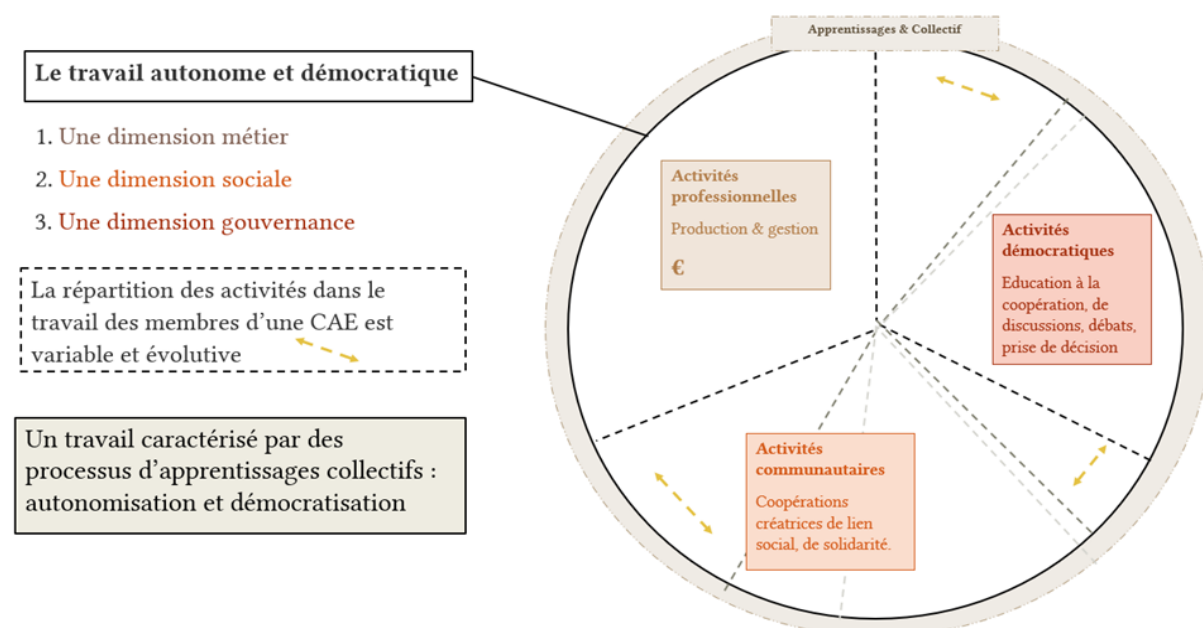 Apprentissages & Collectif
Le travail autonome et démocratique
1. Une dimension métier
2. Une dimension sociale
3. Une dimension gouvernance
La répartition des activités dans le
travail des membres d’une CAE est
variable et évolutive
Un travail caractérisé par des
processus d’apprentissages collectifs :
autonomisation et démocratisation
Activités
professionnelles
Production & gestion
€
Activités
démocratiques
Education à la
coopération, de
discussions, débats,
prise de décision
Activités
communautaires
Coopérations
créatrices de lien
social, de solidarité.